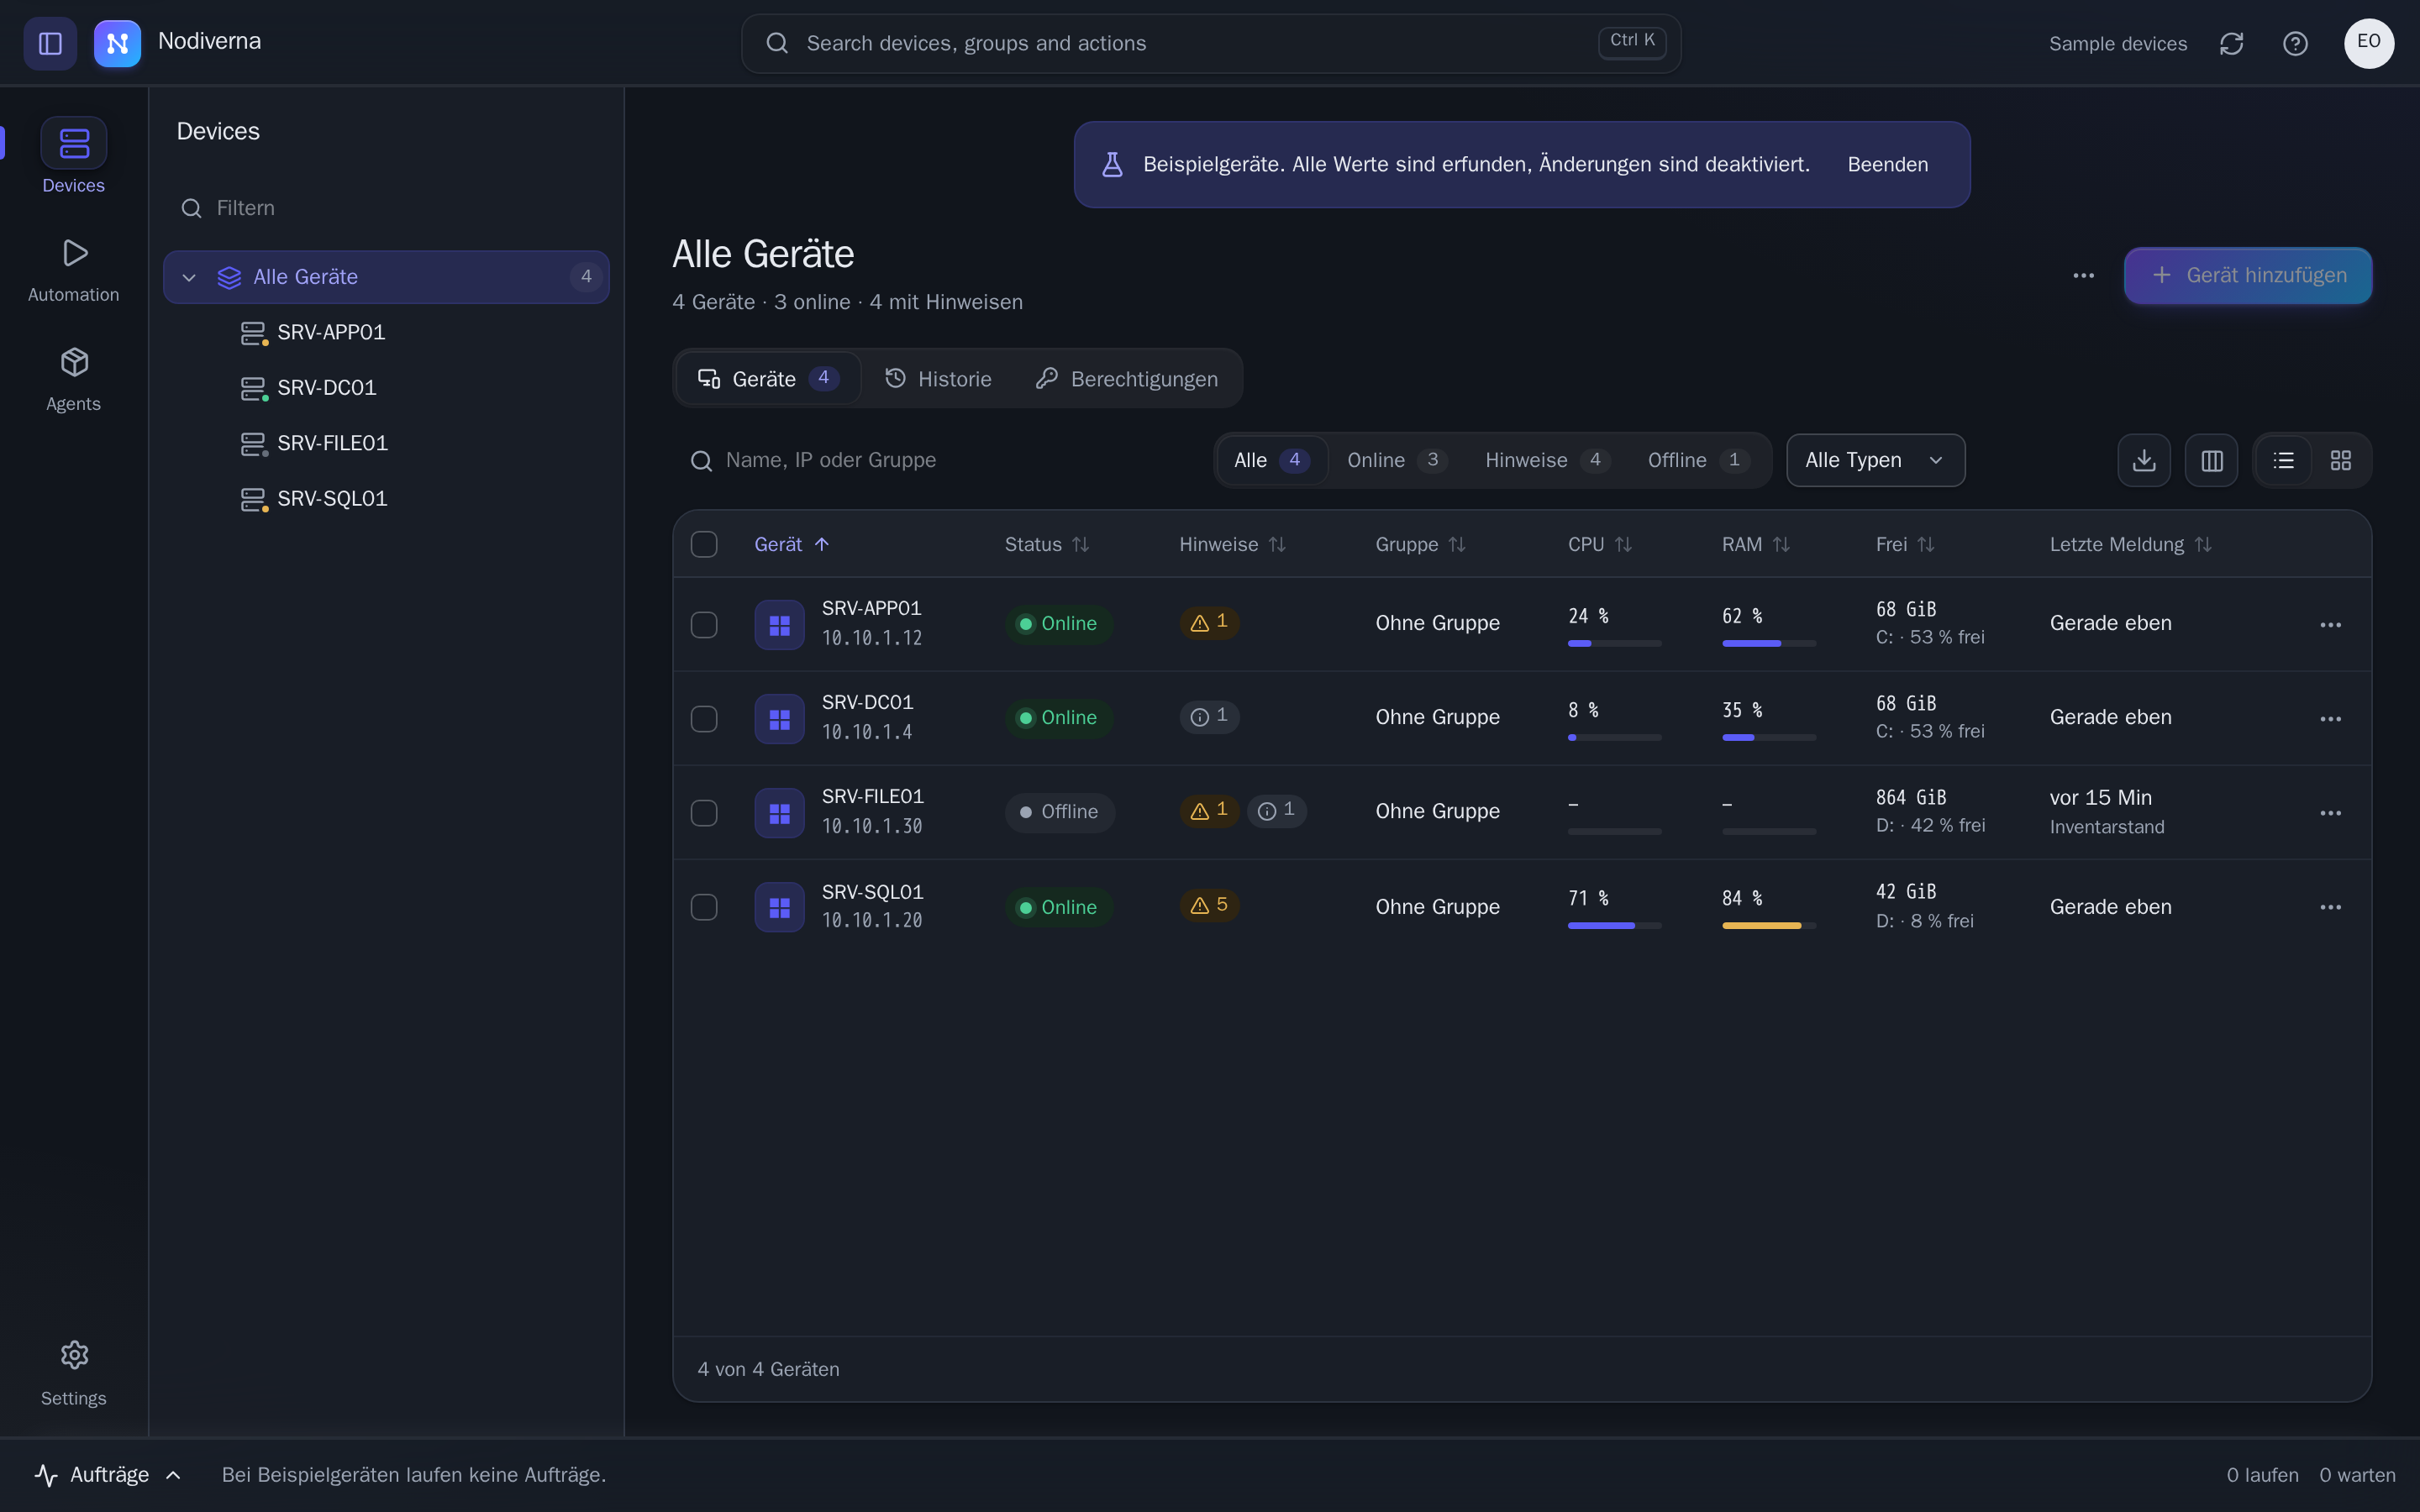 Nodiverna
Search devices, groups and actions
Ctrl K
Sample devices
EO
Devices
Automation
Agents
Settings
Devices
Filtern
Alle Geräte 4
SRV-APP01
SRV-DC01
SRV-FILE01
SRV-SQL01
Beispielgeräte. Alle Werte sind erfunden, Änderungen sind deaktiviert. Beenden
Alle Geräte
4 Geräte · 3 online · 4 mit Hinweisen
Gerät hinzufügen
Geräte 4 Historie Berechtigungen
Name, IP oder Gruppe
Alle 4 Online 3 Hinweise 4 Offline 1
Alle Typen
Gerät Status Hinweise Gruppe CPU RAM Frei Letzte Meldung
SRV-APP01 Online 1 Ohne Gruppe 24 % 62 % 68 GiB Gerade eben
10.10.1.12 C: · 53 % frei
SRV-DC01 Online 1 Ohne Gruppe 8 % 35 % 68 GiB Gerade eben
10.10.1.4 C: · 53 % frei
SRV-FILE01 Offline 1 1 Ohne Gruppe – – 864 GiB vor 15 Min
10.10.1.30 D: · 42 % frei Inventarstand
SRV-SQL01 Online 5 Ohne Gruppe 71 % 84 % 42 GiB Gerade eben
10.10.1.20 D: · 8 % frei
4 von 4 Geräten
Aufträge Bei Beispielgeräten laufen keine Aufträge. 0 laufen 0 warten